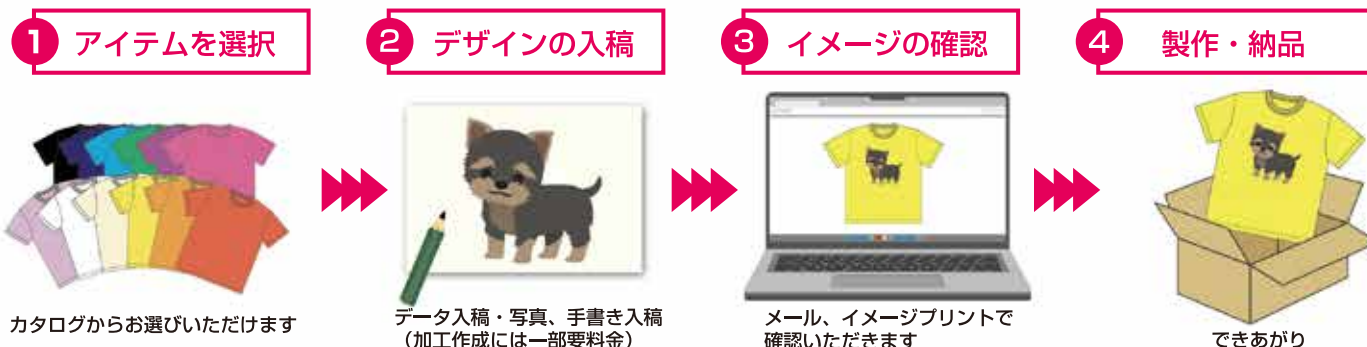 1 アイテムを選択
2 デザインの入稿
3 イメージの確認
4 製作・納品
カタログからお選びいただけます
データ入稿・写真、手書き入稿
（加工作成には一部要料金）
メール、イメージプリントで
確認いただきます
できあがり